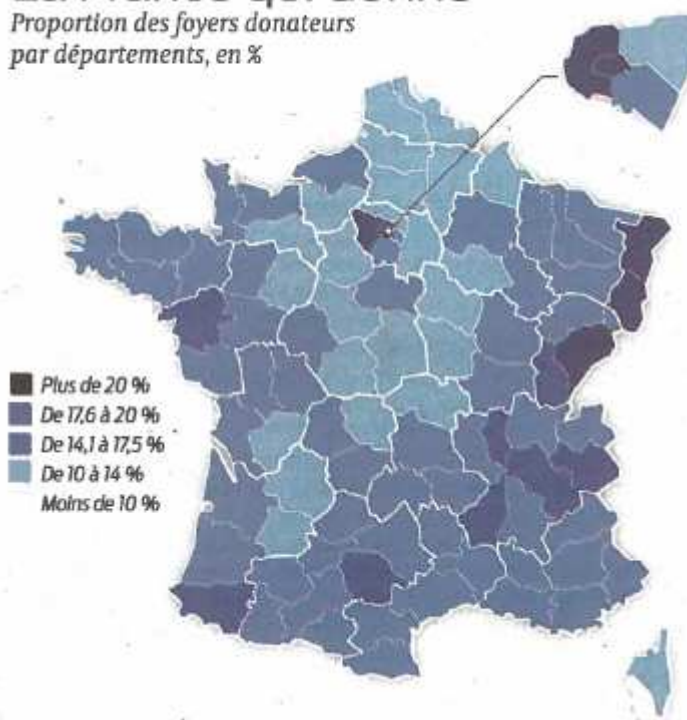 Proportion des foyers donateurs
par départements, en %
Plus de 20 %
De 17,6 à 20 %
De 14,1 à 17,5 %
De 10 à 14 %
Moins de 10 %